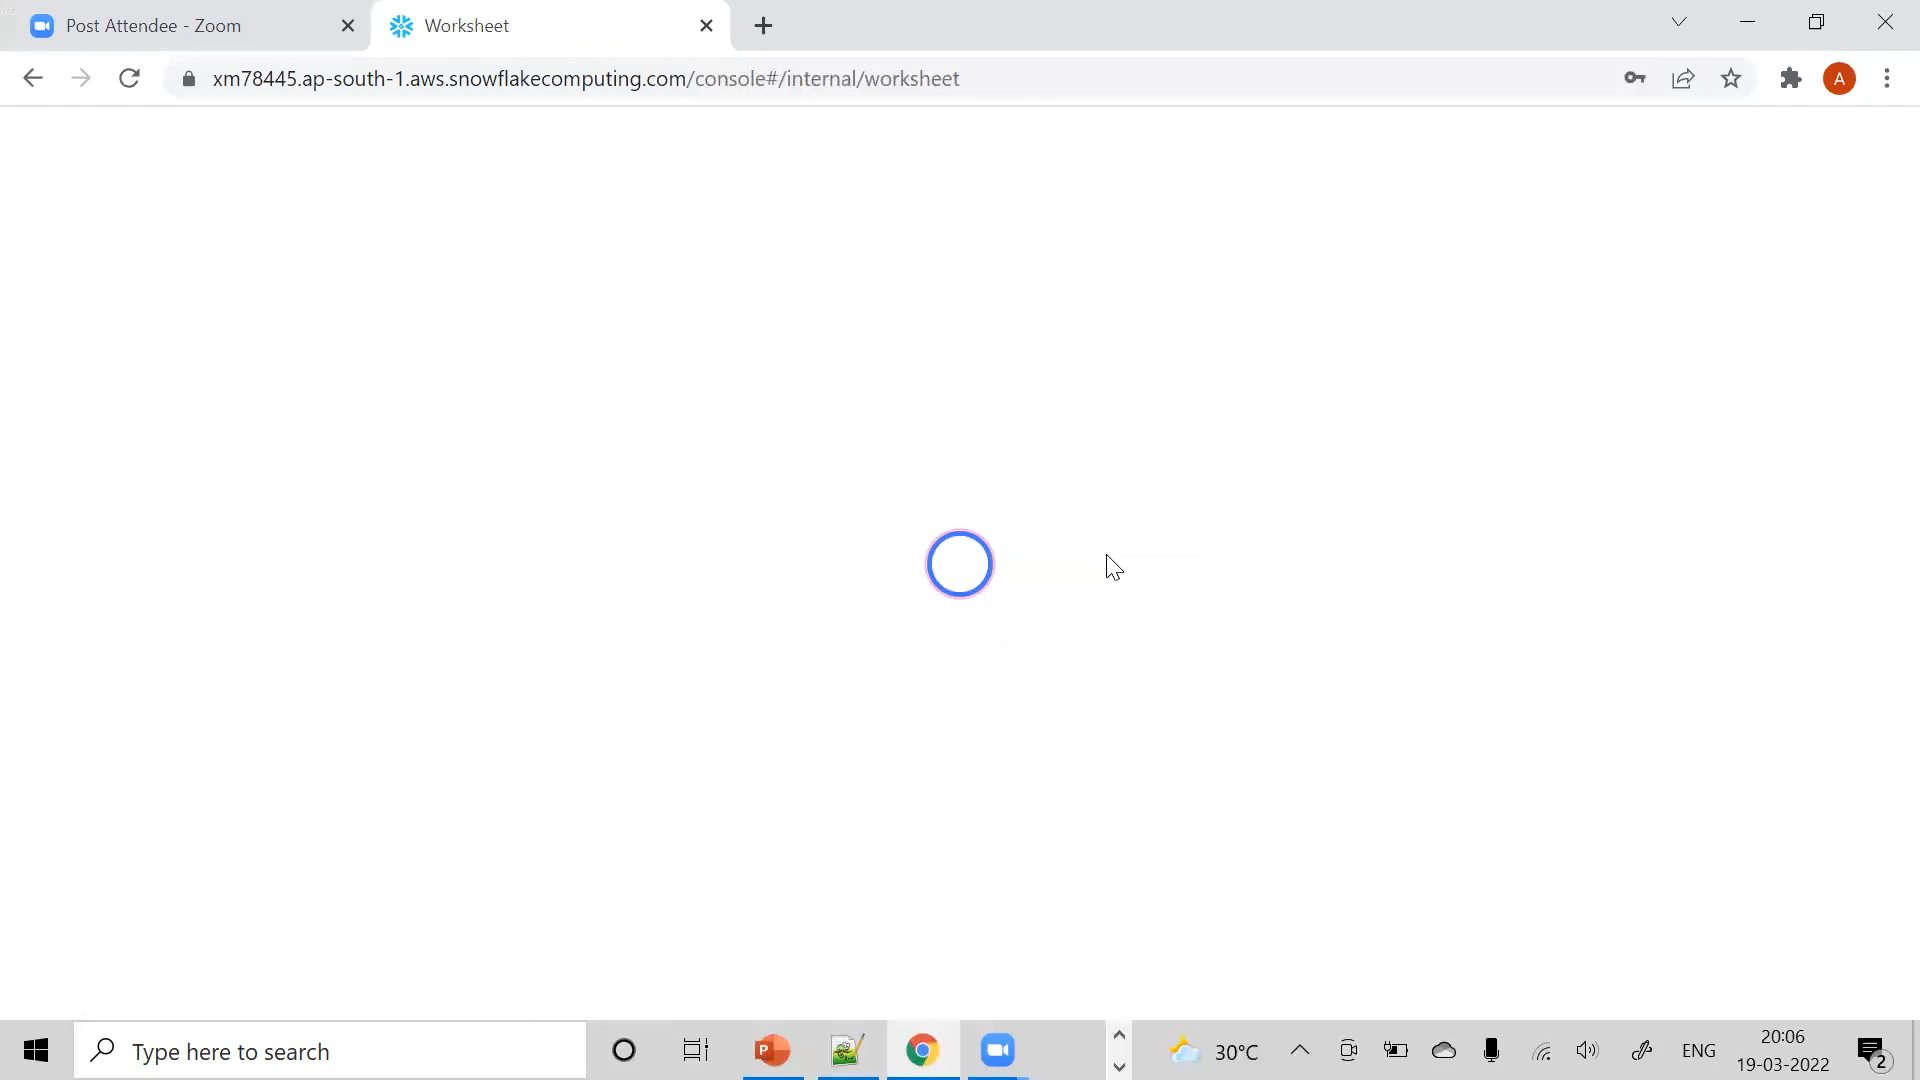 Post Attendee - Zoom
Worksheet
xm78445.ap-south-1.aws.snowflakecomputing.com/console#/internal/worksheet
A
Type here to search
P
30°C
ENG
20:06
19-03-2022
2